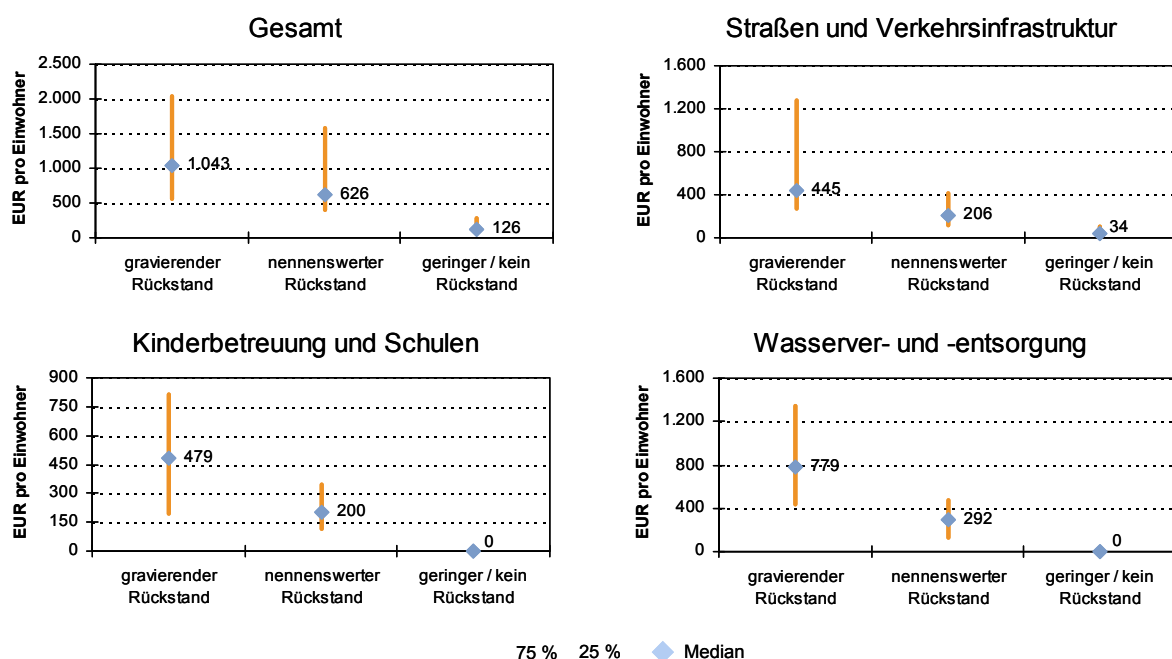 Gesamt
EUR pro Einwohner
2.500
2.000
1.500
1.000
500
0
1.043
626
126
gravierender
Rückstand
nennenswerter
Rückstand
geringer / kein
Rückstand
Straßen und Verkehrsinfrastruktur
EUR pro Einwohner
1.600
1.200
800
400
0
445
206
34
gravierender
Rückstand
nennenswerter
Rückstand
geringer / kein
Rückstand
Kinderbetreuung und Schulen
EUR pro Einwohner
900
750
600
450
300
150
0
479
200
0
gravierender
Rückstand
nennenswerter
Rückstand
geringer / kein
Rückstand
Wasserver- und -entsorgung
EUR pro Einwohner
1.600
1.200
800
400
0
779
292
0
gravierender
Rückstand
nennenswerter
Rückstand
geringer / kein
Rückstand
75 % 25 % Median